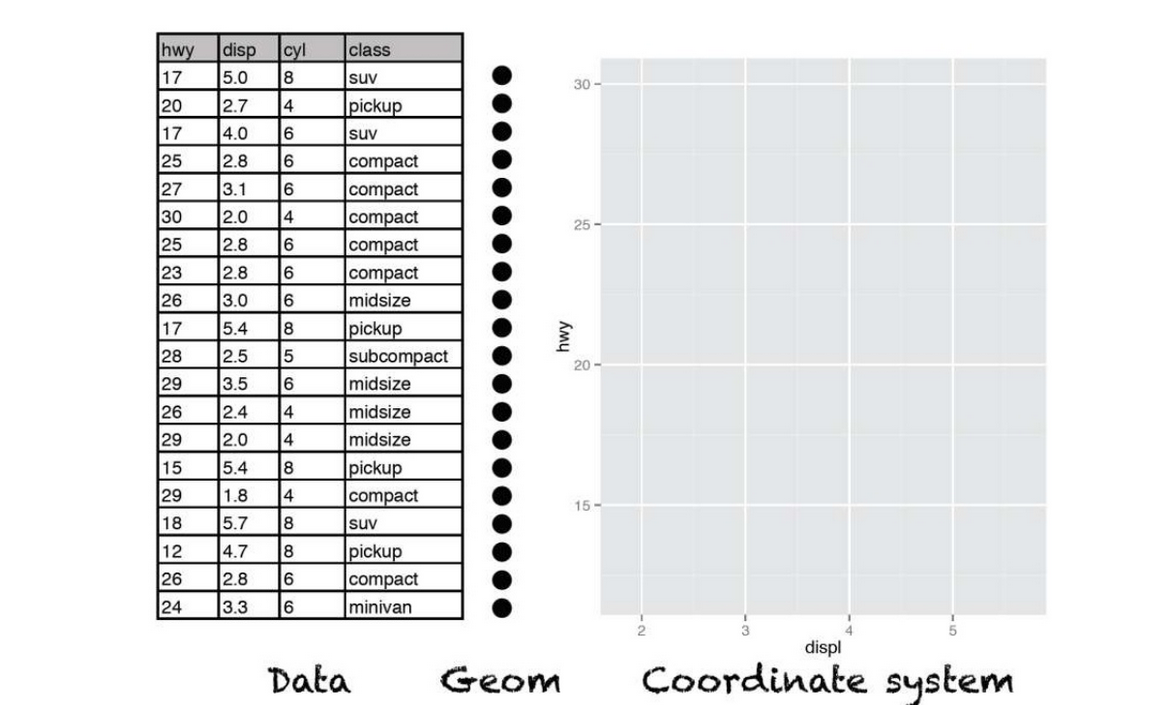 hwy disp cyl class
17 5.0 8 suv
20 2.7 4 pickup
17 4.0 6 suv
25 2.8 6 compact
27 3.1 6 compact
30 2.0 4 compact
25 2.8 6 compact
23 2.8 6 compact
26 3.0 6 midsize
17 5.4 8 pickup
28 2.5 5 subcompact
29 3.5 6 midsize
26 2.4 4 midsize
29 2.0 4 midsize
15 5.4 8 pickup
29 1.8 4 compact
18 5.7 8 suv
12 4.7 8 pickup
26 2.8 6 compact
24 3.3 6 minivan
hwy
30
25
20
15
2 3 4 5
displ
Data Geom Coordinate system